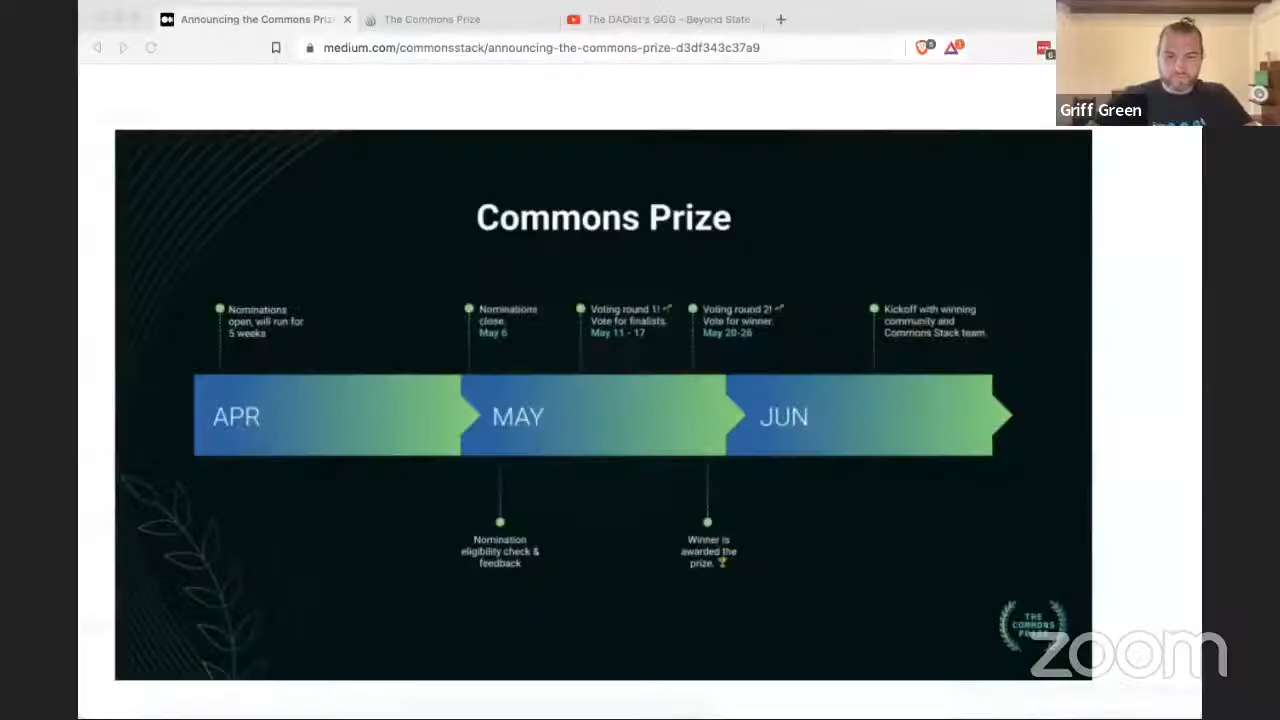 Announcing the Commons Priz
The Commons Prize
The DAOist's GGG - Beyond State
medium.com/commonsstack/announcing-the-commons-prize-d3df343c37a9
6
1
6
Griff Green
Commons Prize
Nominations
open, will run for
5 weeks
Nominations
close.
May 6
Voting round 1!
Vote for finalists.
May 11 - 17
Voting round 2!
Vote for winner.
May 20-26
Kickoff with winning
community and
Commons Stack team.
APR
MAY
JUN
Nomination
eligibility check &
feedback
Winner is
awarded the
prize.
THE
COMMONS
zoom